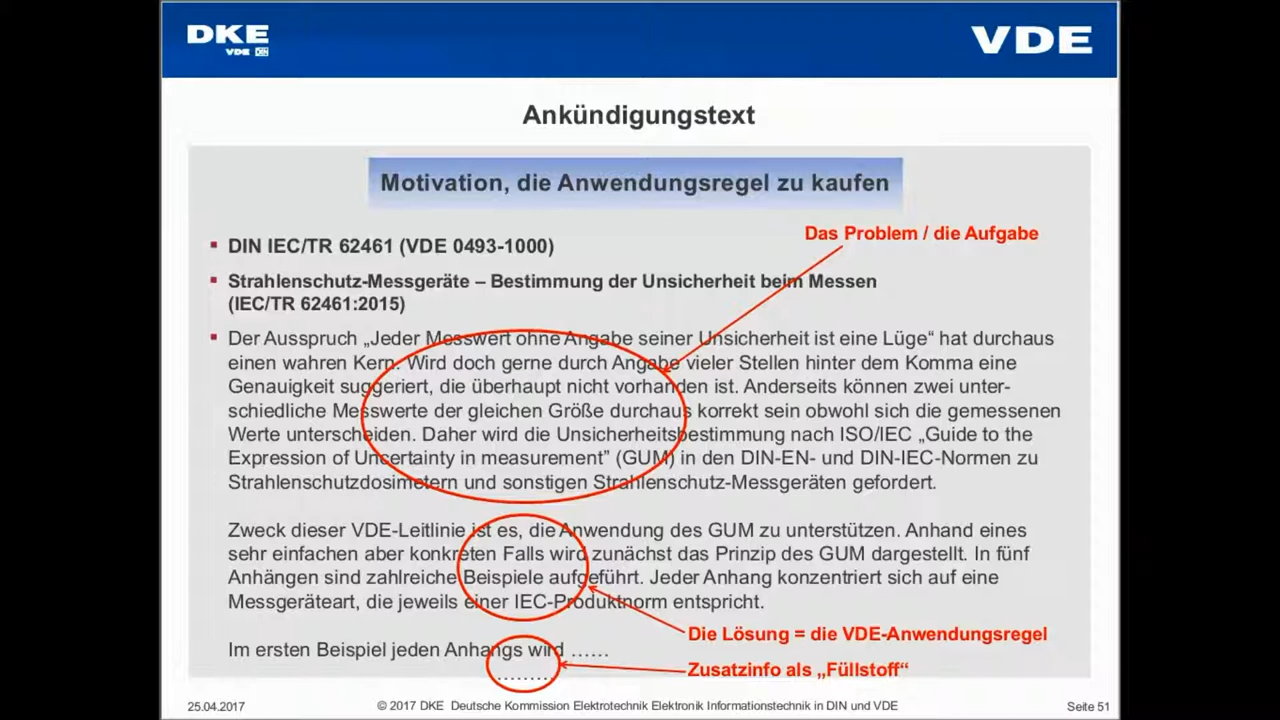 DKE
VDE DIN
VDE
Ankündigungstext
Motivation, die Anwendungsregel zu kaufen
Das Problem / die Aufgabe
▪ DIN IEC/TR 62461 (VDE 0493-1000)
▪ Strahlenschutz-Messgeräte – Bestimmung der Unsicherheit beim Messen
(IEC/TR 62461:2015)
▪ Der Ausspruch „Jeder Messwert ohne Angabe seiner Unsicherheit ist eine Lüge“ hat durchaus
einen wahren Kern. Wird doch gerne durch Angabe vieler Stellen hinter dem Komma eine
Genauigkeit suggeriert, die überhaupt nicht vorhanden ist. Anderseits können zwei unter-
schiedliche Messwerte der gleichen Größe durchaus korrekt sein obwohl sich die gemessenen
Werte unterscheiden. Daher wird die Unsicherheitsbestimmung nach ISO/IEC „Guide to the
Expression of Uncertainty in measurement” (GUM) in den DIN-EN- und DIN-IEC-Normen zu
Strahlenschutzdosimetern und sonstigen Strahlenschutz-Messgeräten gefordert.
Zweck dieser VDE-Leitlinie ist es, die Anwendung des GUM zu unterstützen. Anhand eines
sehr einfachen aber konkreten Falls wird zunächst das Prinzip des GUM dargestellt. In fünf
Anhängen sind zahlreiche Beispiele aufgeführt. Jeder Anhang konzentriert sich auf eine
Messgeräteart, die jeweils einer IEC-Produktnorm entspricht.
Die Lösung = die VDE-Anwendungsregel
Im ersten Beispiel jeden Anhangs wird ……
Zusatzinfo als „Füllstoff“
………
25.04.2017
© 2017 DKE Deutsche Kommission Elektrotechnik Elektronik Informationstechnik in DIN und VDE
Seite 51